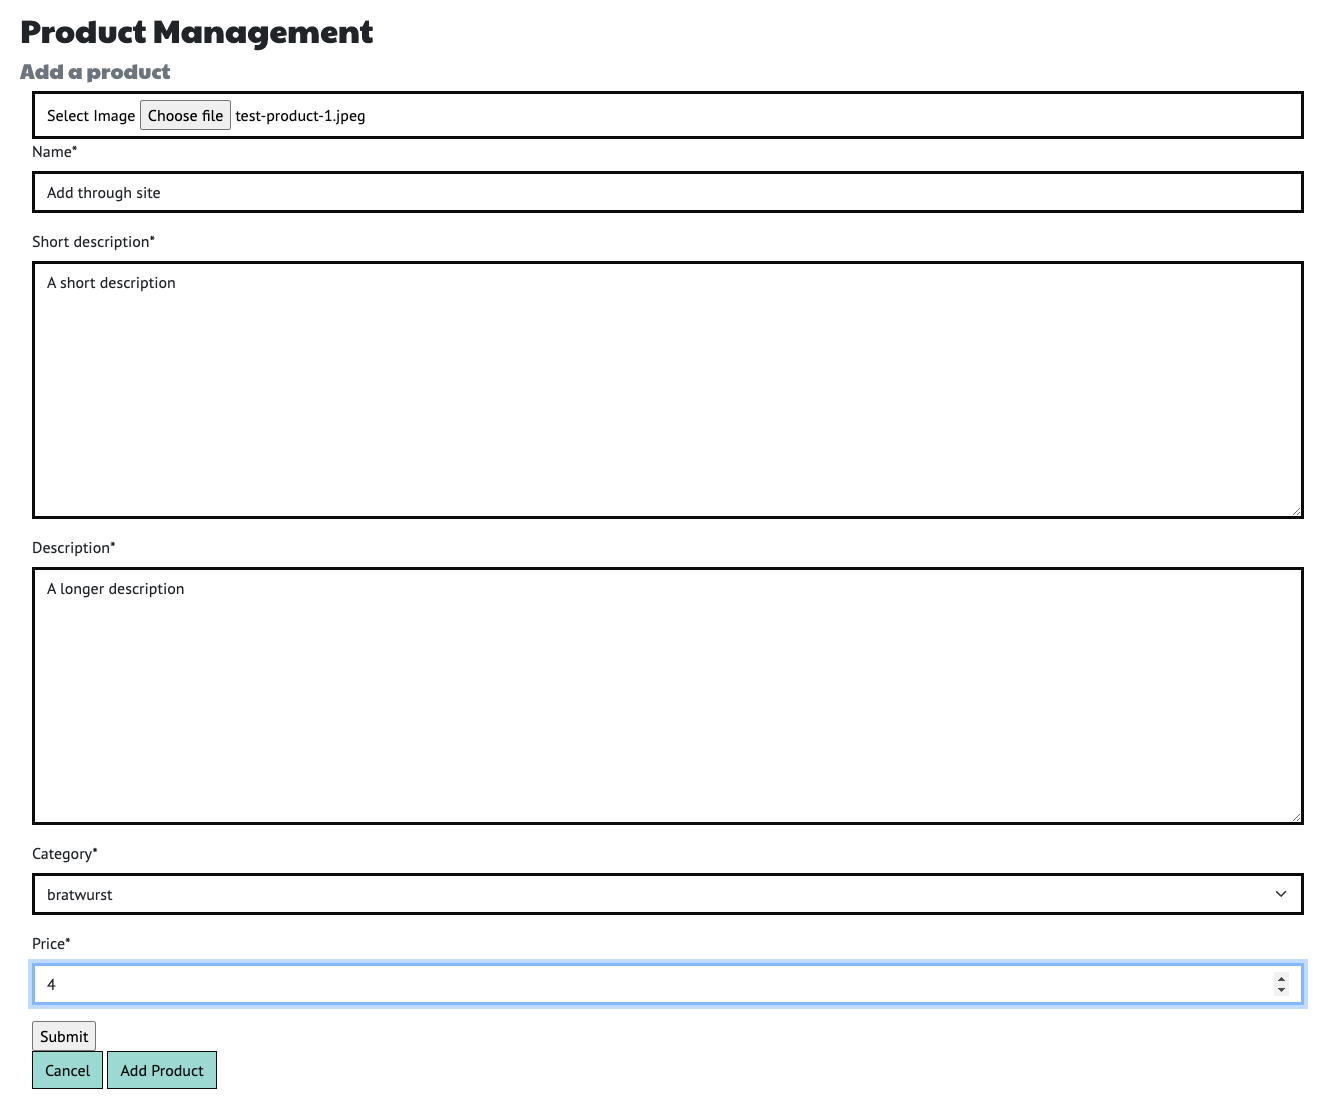 Product Management
Add a product
Select Image Choose file test-product-1.jpeg
Name*
Add through site
Short description*
A short description
Description*
A longer description
Category*
bratwurst
Price*
4
Submit
Cancel Add Product